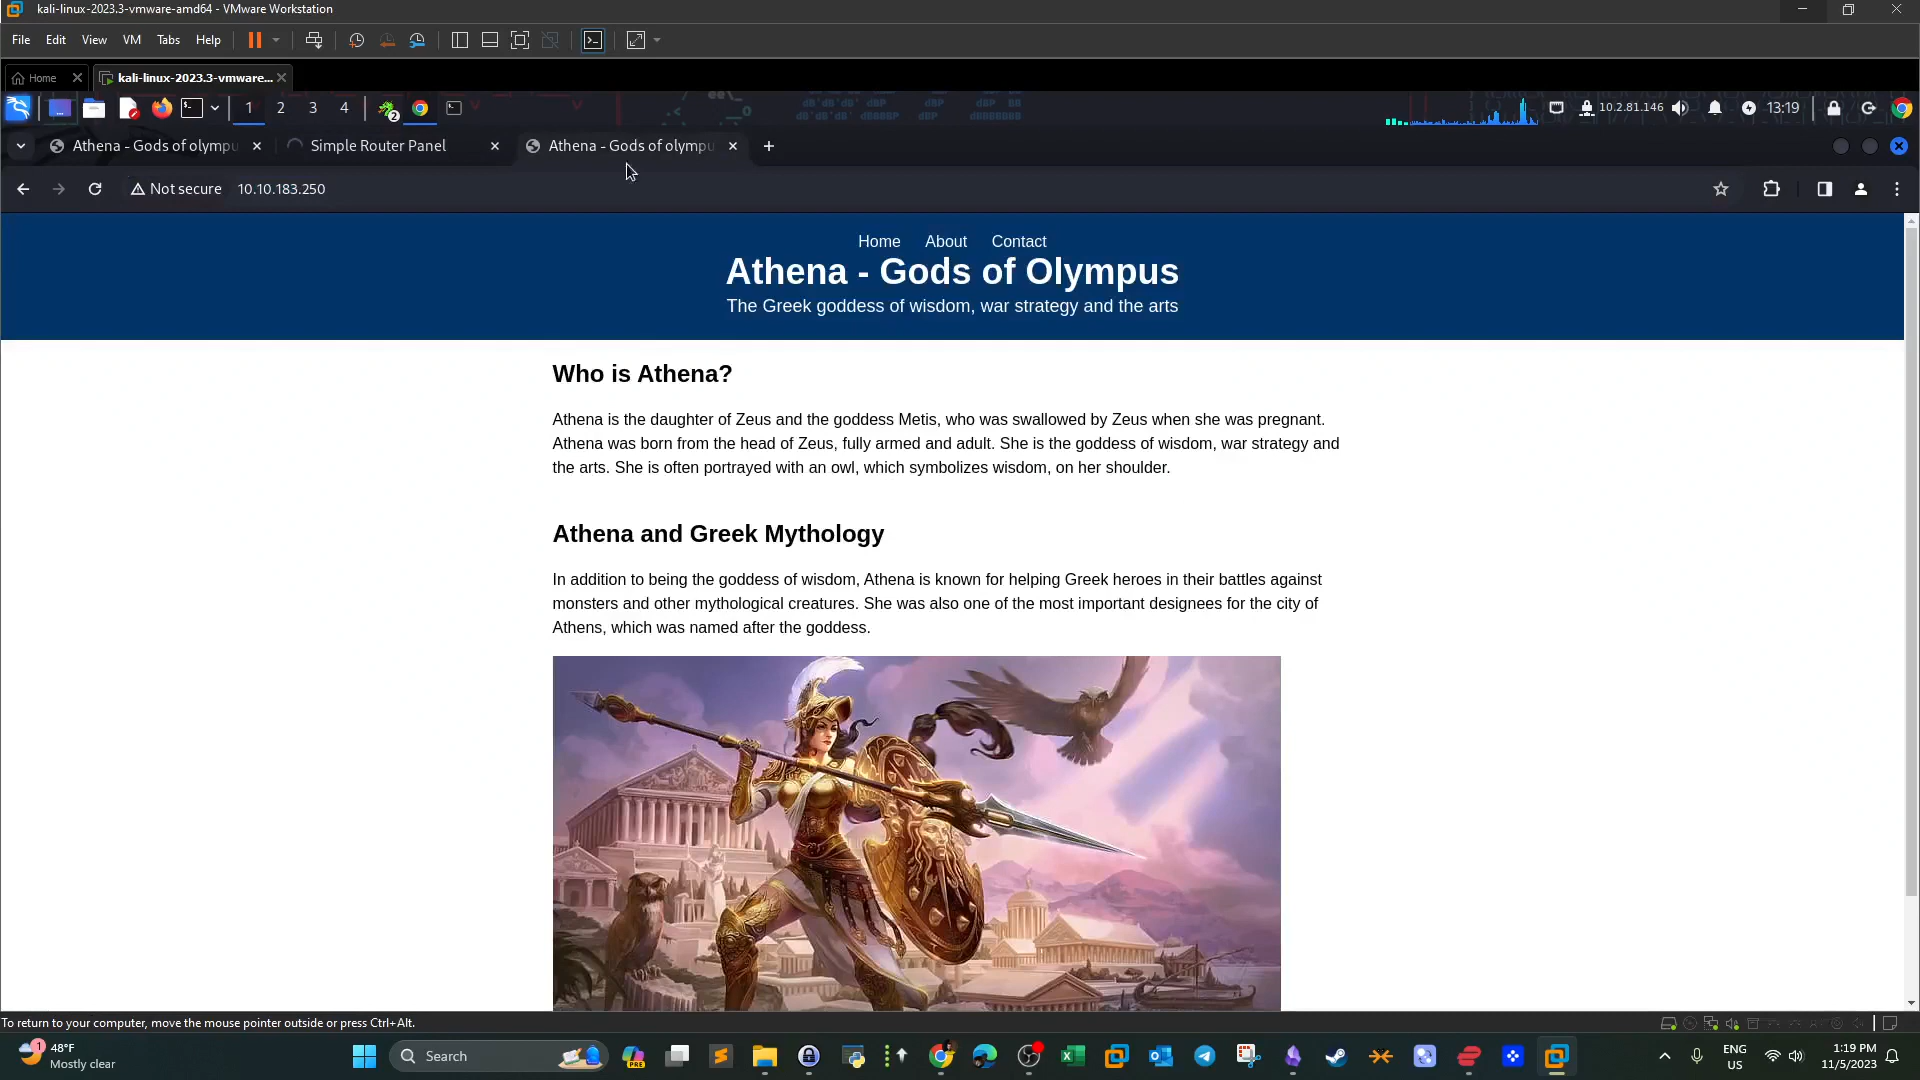 kali-linux-2023.3-vmware-amd64 - VMware Workstation
File Edit View VM Tabs Help
Home kali-linux-2023.3-vmware...
1 2 3 4 2 10.2.81.146 13:19
Athena - Gods of olympu Simple Router Panel Athena - Gods of olympu
Not secure 10.10.183.250
Home About Contact
Athena - Gods of Olympus
The Greek goddess of wisdom, war strategy and the arts
Who is Athena?
Athena is the daughter of Zeus and the goddess Metis, who was swallowed by Zeus when she was pregnant.
Athena was born from the head of Zeus, fully armed and adult. She is the goddess of wisdom, war strategy and
the arts. She is often portrayed with an owl, which symbolizes wisdom, on her shoulder.
Athena and Greek Mythology
In addition to being the goddess of wisdom, Athena is known for helping Greek heroes in their battles against
monsters and other mythological creatures. She was also one of the most important designees for the city of
Athens, which was named after the goddess.
To return to your computer, move the mouse pointer outside or press Ctrl+Alt.
1 48°F
Mostly clear
Search
PRE
ENG
US
1:19 PM
11/5/2023